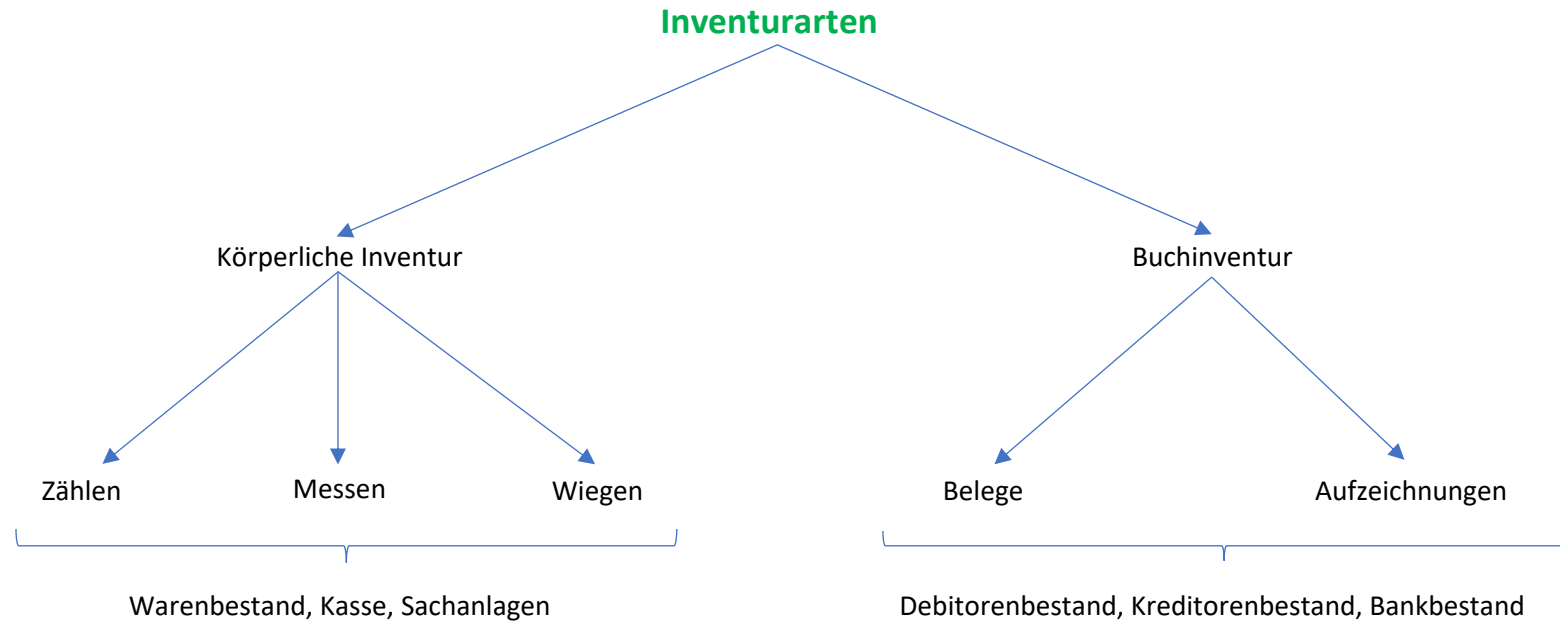 Inventurarten
Körperliche Inventur
Buchinventur
Zählen
Messen
Wiegen
Belege
Aufzeichnungen
Warenbestand, Kasse, Sachanlagen
Debitorenbestand, Kreditorenbestand, Bankbestand